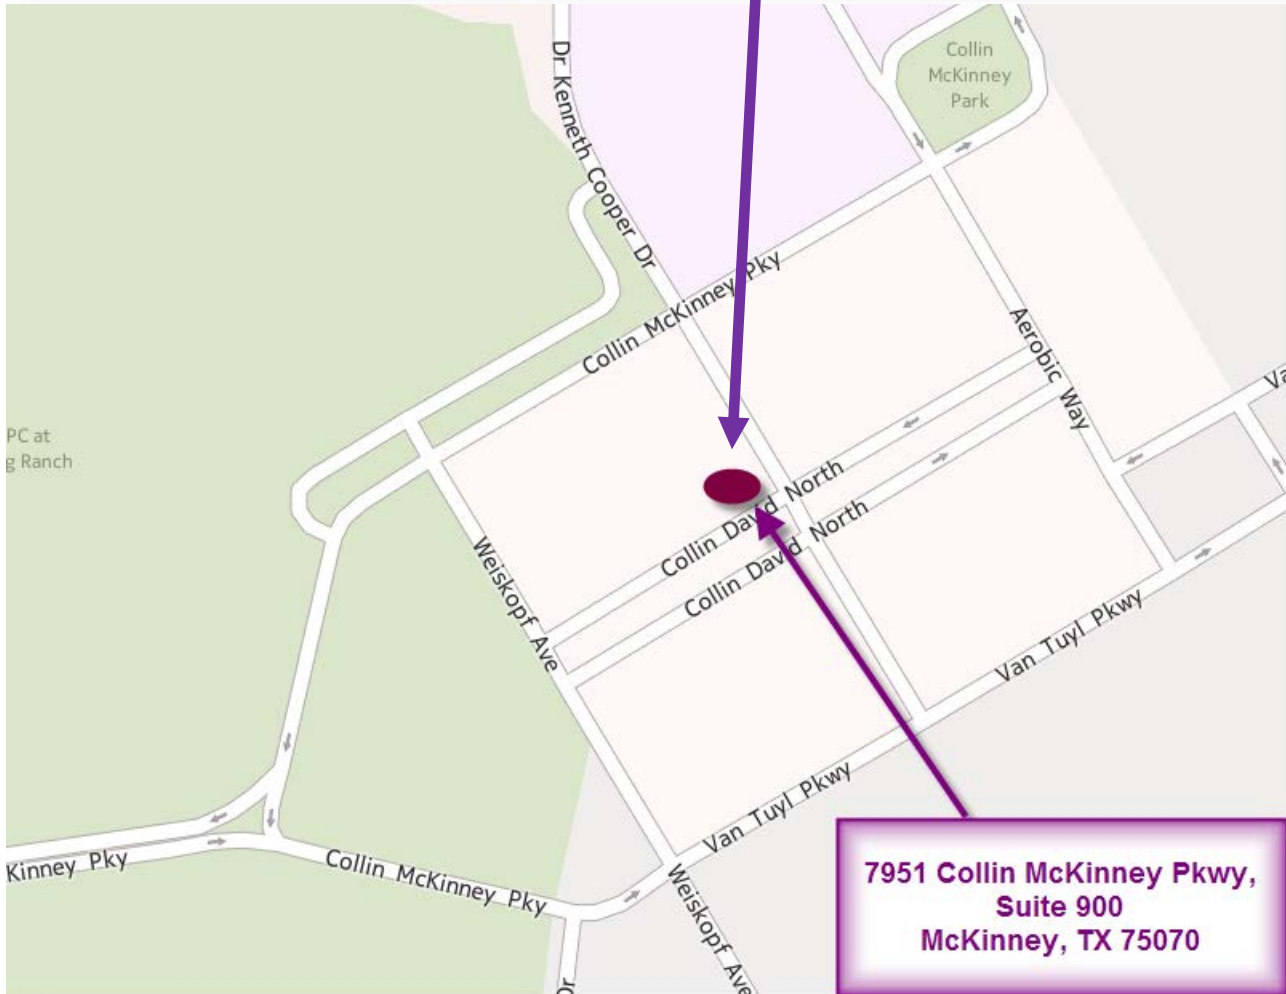 Collin
McKinney
Park
Dr Kenneth Cooper Dr
Collin McKinney Pky
Aerobic Way
Va
PC at
g Ranch
Collin David North
Collin David North
Weiskopf Ave
Van Tuyl Pkwy
Van Tuyl Pkwy
Kinney Pky
Collin McKinney Pky
Weiskopf Ave
Dr
7951 Collin McKinney Pkwy,
Suite 900
McKinney, TX 75070